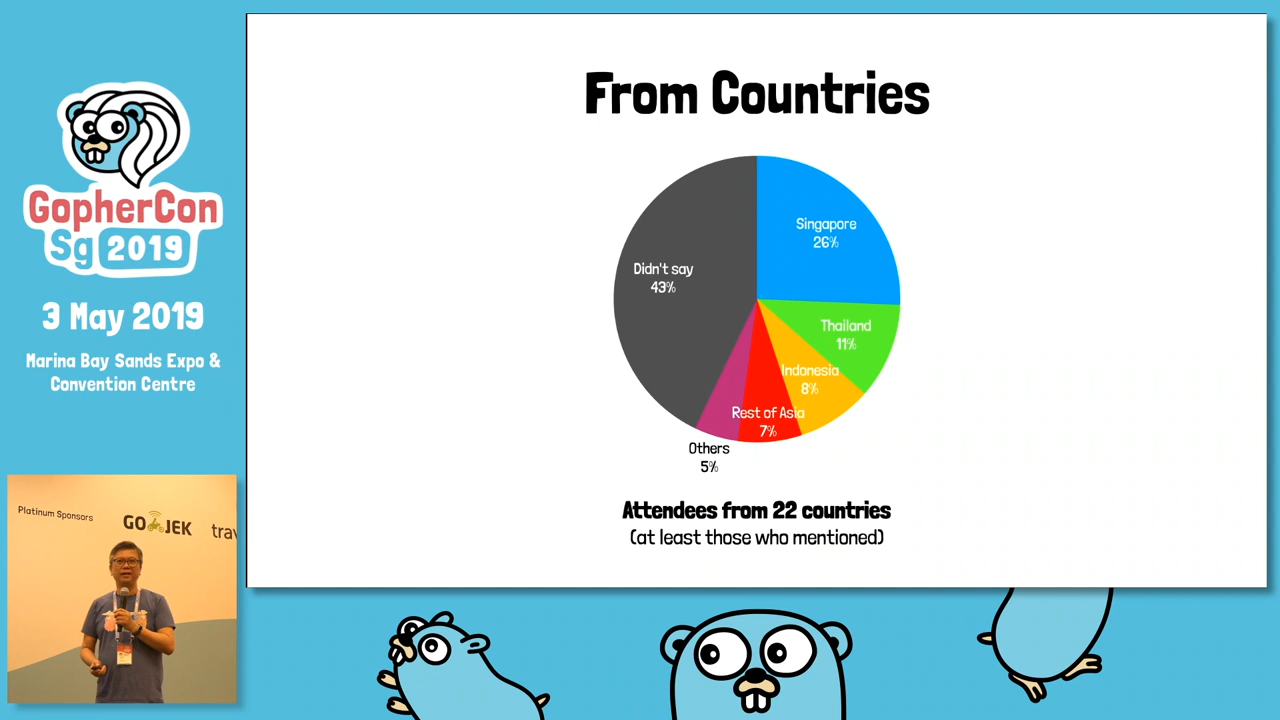 GopherCon
Sg 2019
3 May 2019
Marina Bay Sands Expo &
Convention Centre
From Countries
Singapore
26%
Thailand
11%
Indonesia
8%
Rest of Asia
7%
Others
5%
Didn't say
43%
Attendees from 22 countries
(at least those who mentioned)
Platinum Sponsors
GO JEK
trav